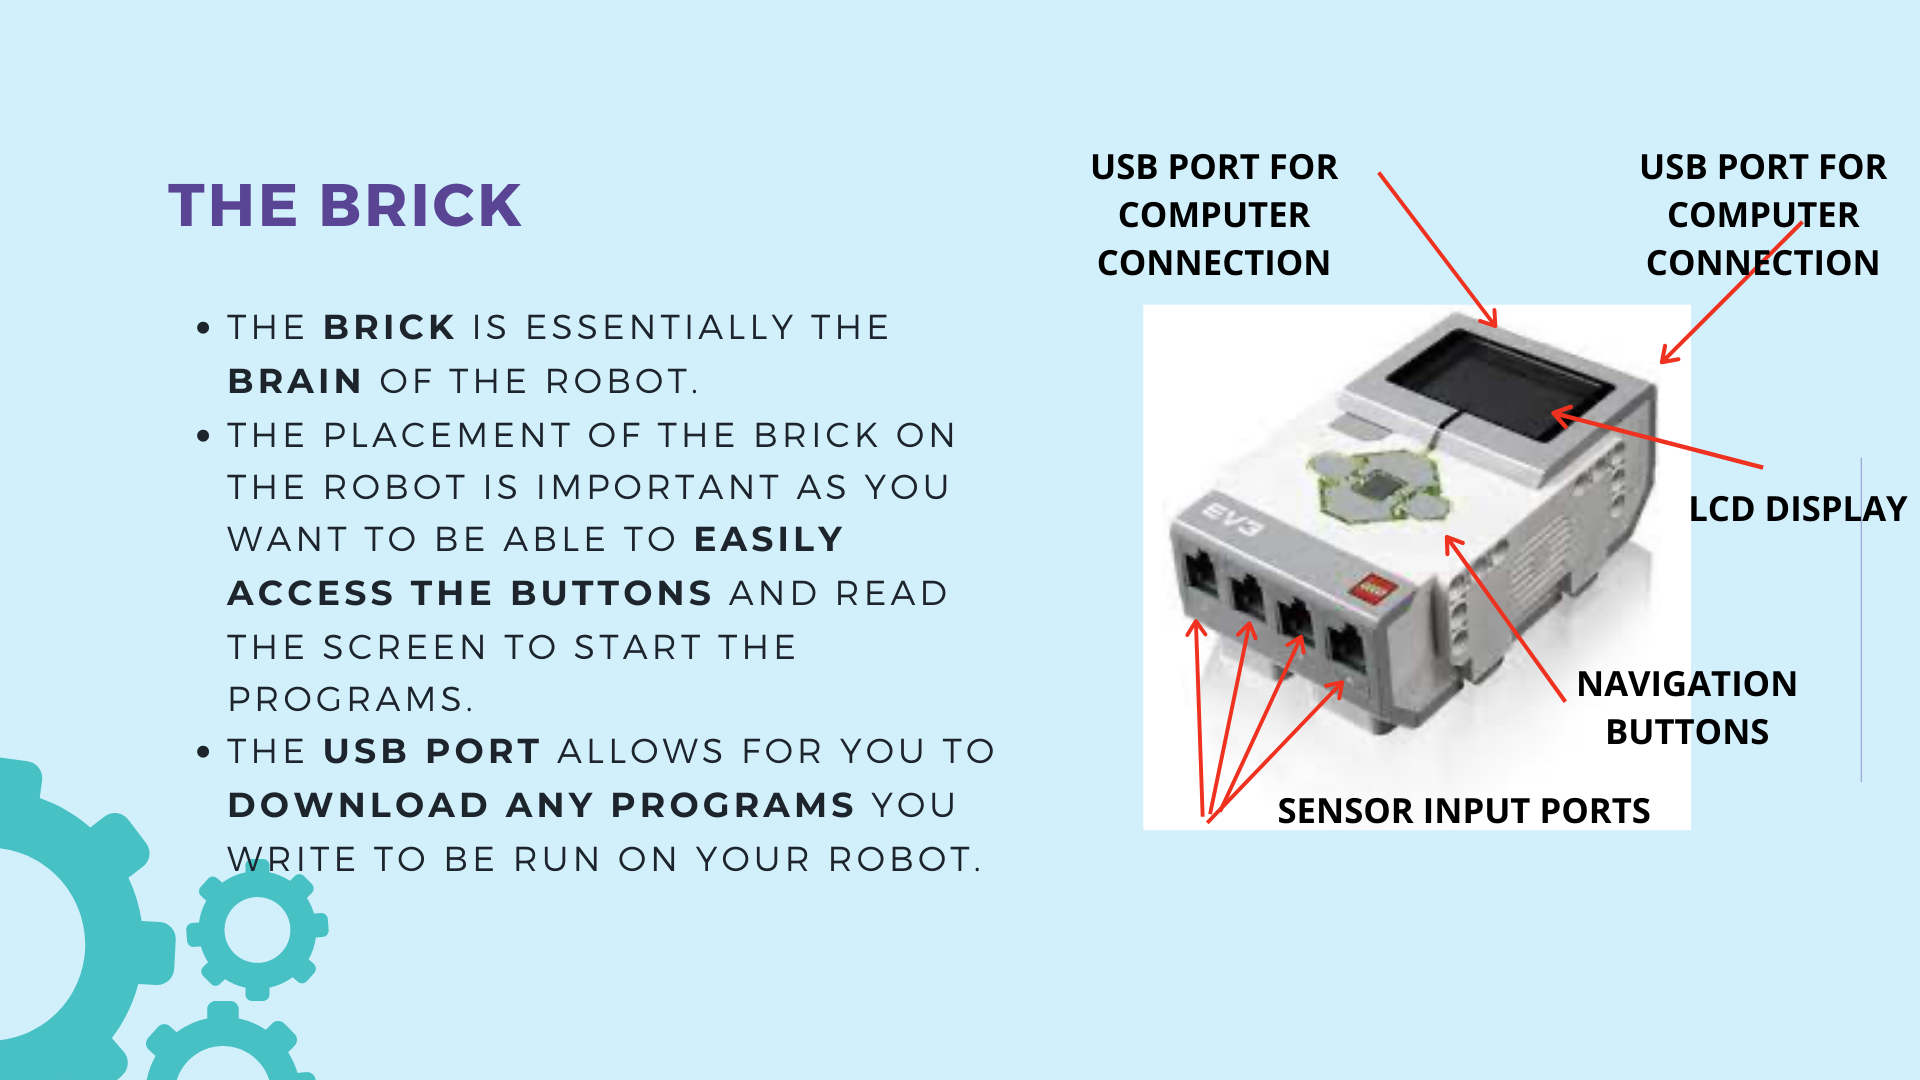 THE BRICK
THE BRICK IS ESSENTIALLY THE
BRAIN OF THE ROBOT.
THE PLACEMENT OF THE BRICK ON
THE ROBOT IS IMPORTANT AS YOU
WANT TO BE ABLE TO EASILY
ACCESS THE BUTTONS AND READ
THE SCREEN TO START THE
PROGRAMS.
THE USB PORT ALLOWS FOR YOU TO
DOWNLOAD ANY PROGRAMS YOU
WRITE TO BE RUN ON YOUR ROBOT.
USB PORT FOR
COMPUTER
CONNECTION
USB PORT FOR
COMPUTER
CONNECTION
LCD DISPLAY
EV3
LEGO
NAVIGATION
BUTTONS
SENSOR INPUT PORTS